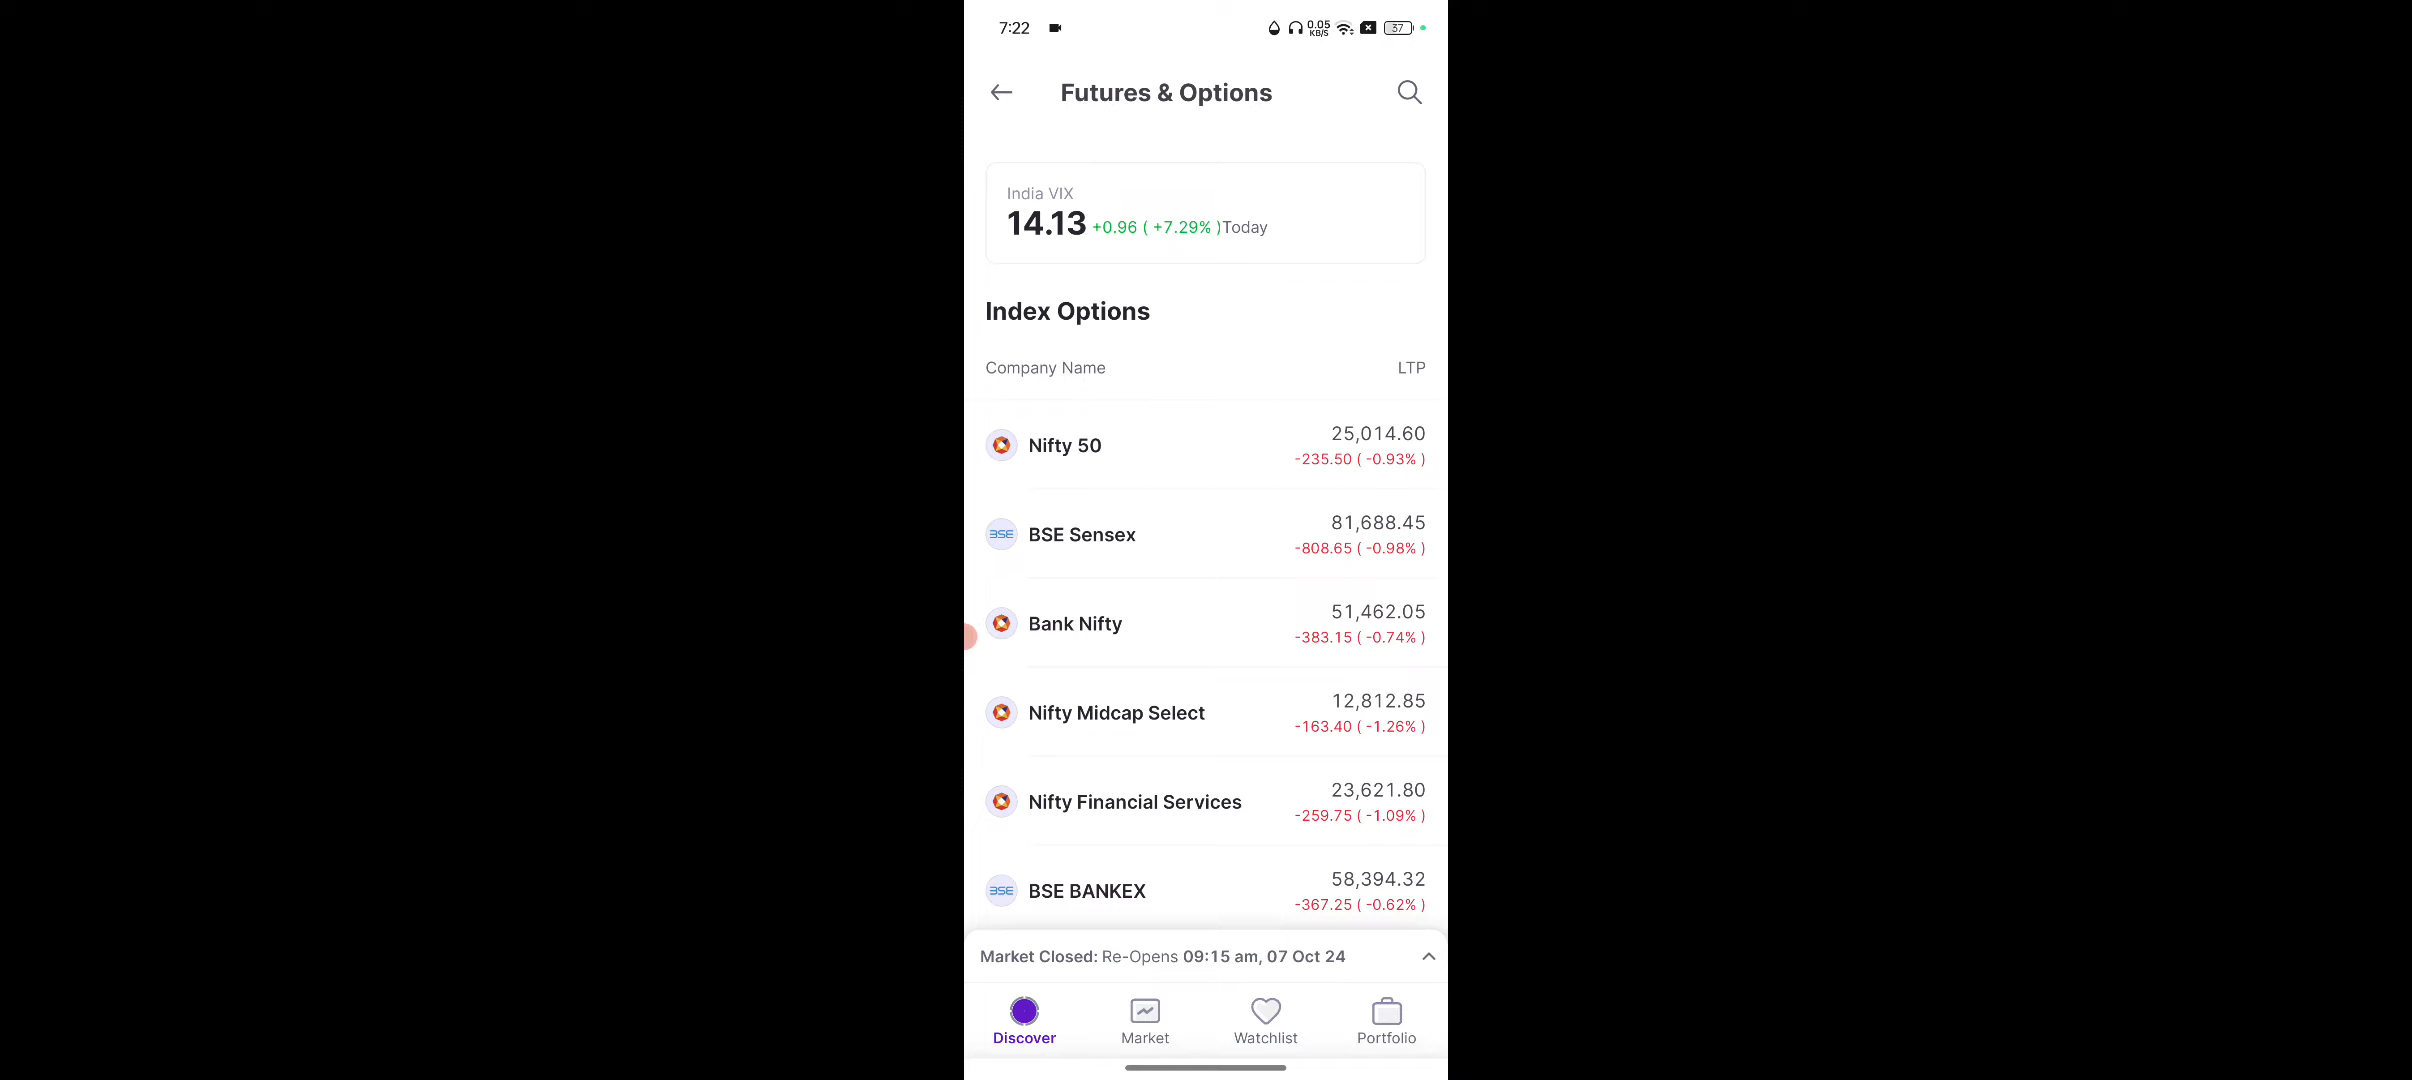 7:22 0.05 KB/S 37
Futures & Options
India VIX
14.13 +0.96 ( +7.29% )Today
Index Options
Company Name LTP
Nifty 50 25,014.60
-235.50 ( -0.93% )
BSE BSE Sensex 81,688.45
-808.65 ( -0.98% )
Bank Nifty 51,462.05
-383.15 ( -0.74% )
Nifty Midcap Select 12,812.85
-163.40 ( -1.26% )
Nifty Financial Services 23,621.80
-259.75 ( -1.09% )
BSE BSE BANKEX 58,394.32
-367.25 ( -0.62% )
Market Closed: Re-Opens 09:15 am, 07 Oct 24
Discover Market Watchlist Portfolio